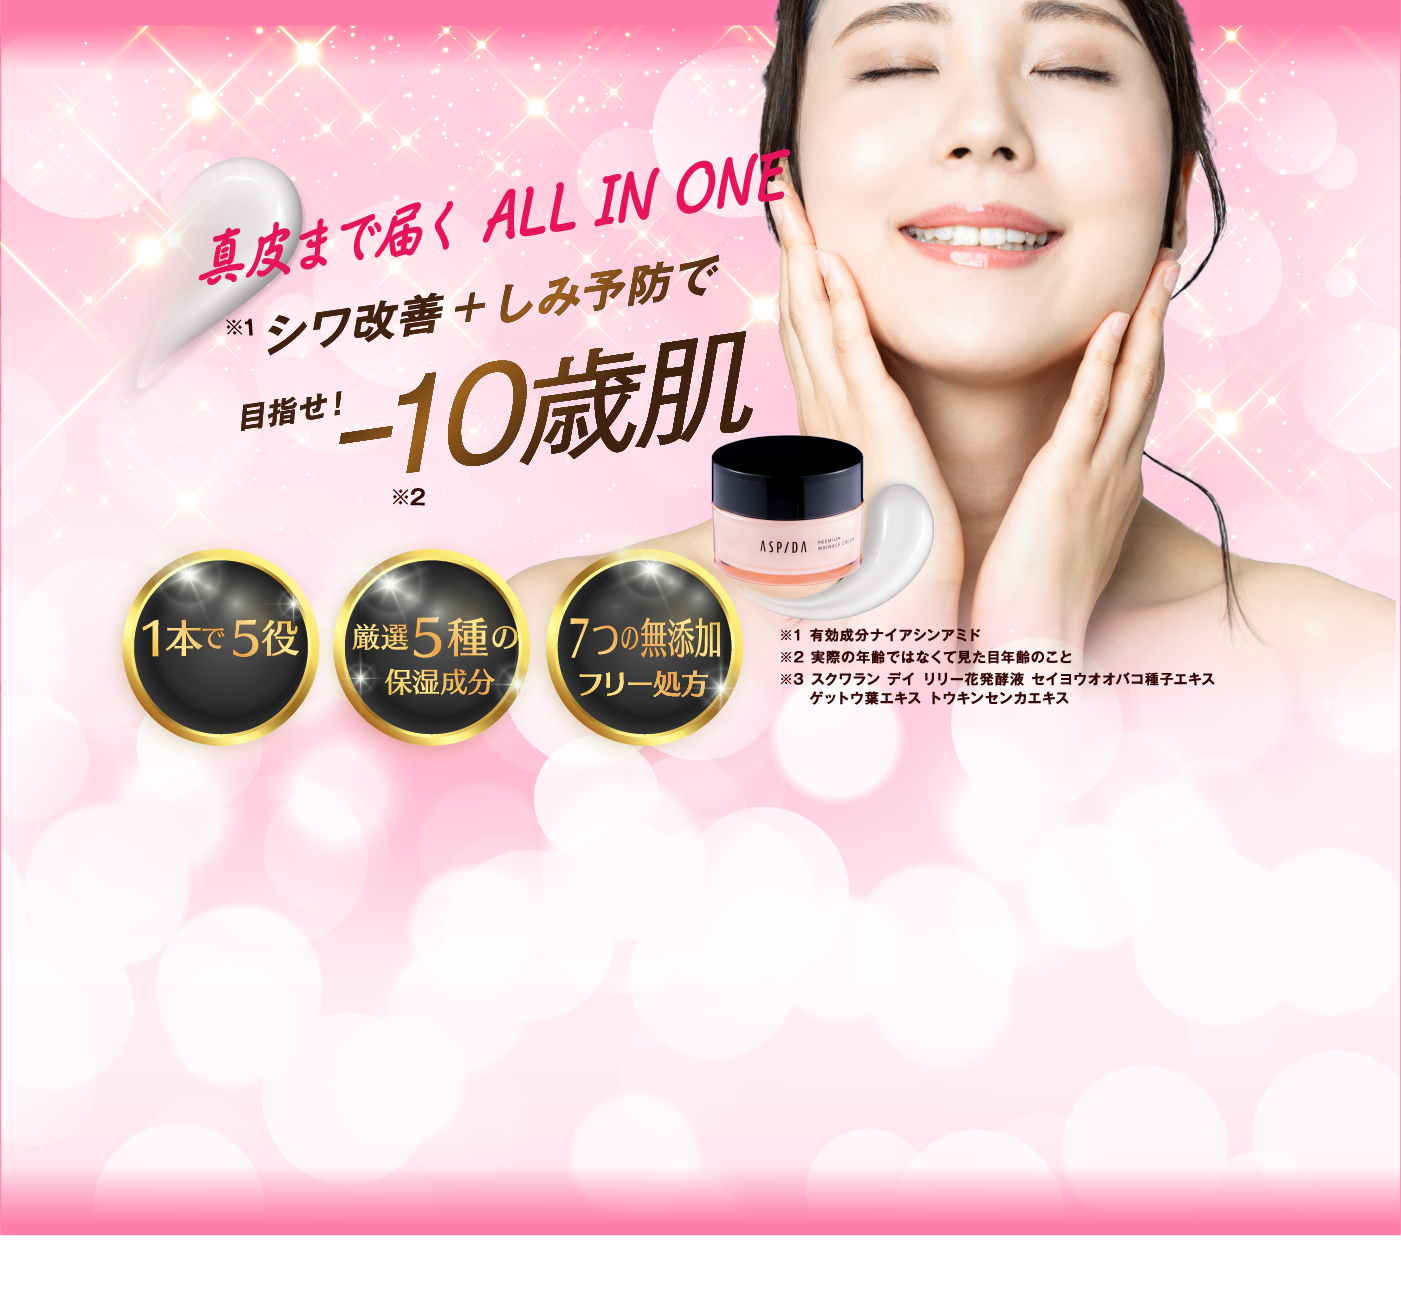 真皮まで届く ALL IN ONE
※1 シワ改善+しみ予防で
目指せ! −10歳肌
※2
ASPIDA PREMIUM WRINKLE CREAM
1本で5役
厳選5種の
保湿成分
7つの無添加
フリー処方
※1 有効成分ナイアシンアミド
※2 実際の年齢ではなくて見た目年齢のこと
※3 スクワラン デイ リリー花発酵液 セイヨウオオバコ種子エキス
ゲットウ葉エキス トウキンセンカエキス